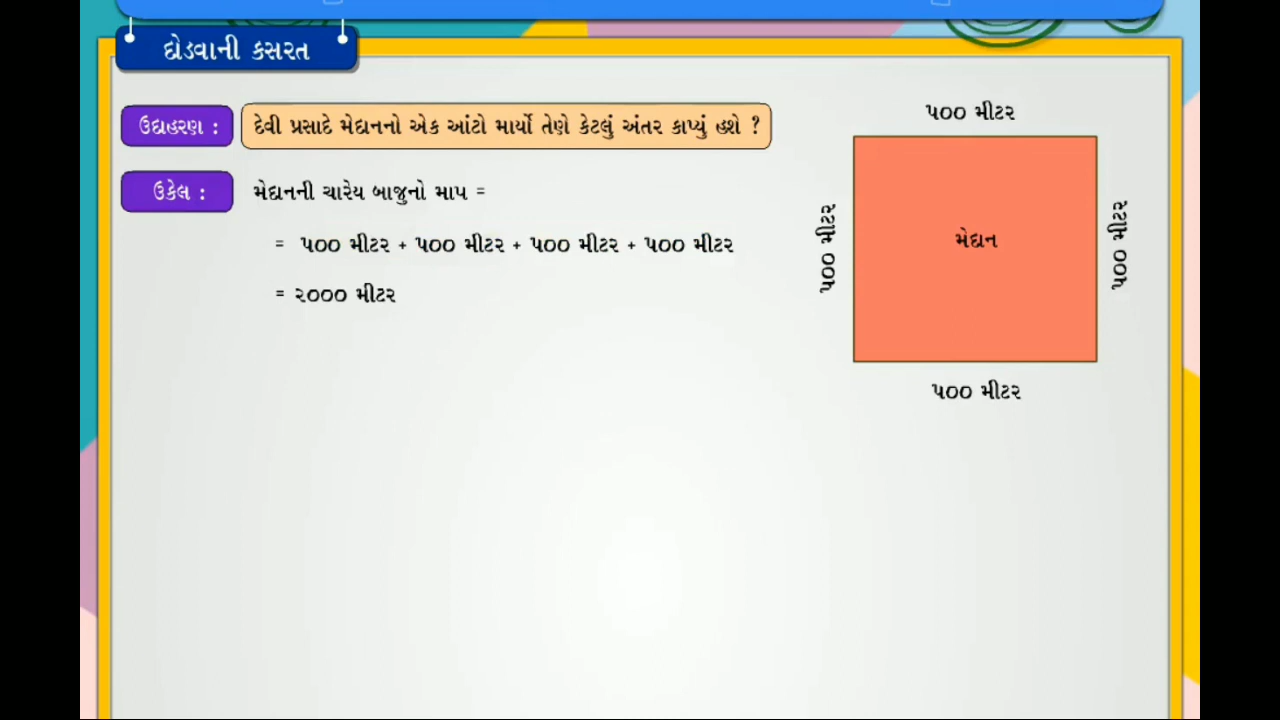 દોડવાની કસરત
ઉદાહરણ :
દેવી પ્રસાદે મેદાનનો એક આંટો માર્યો તેણે કેટલું અંતર કાપ્યું હશે ?
ઉકેલ :
મેદાનની ચારેય બાજુનો માપ =
= ૫૦૦ મીટર + ૫૦૦ મીટર + ૫૦૦ મીટર + ૫૦૦ મીટર
= ૨૦૦૦ મીટર
૫૦૦ મીટર
૫૦૦ મીટર
મેદાન
૫૦૦ મીટર
૫૦૦ મીટર